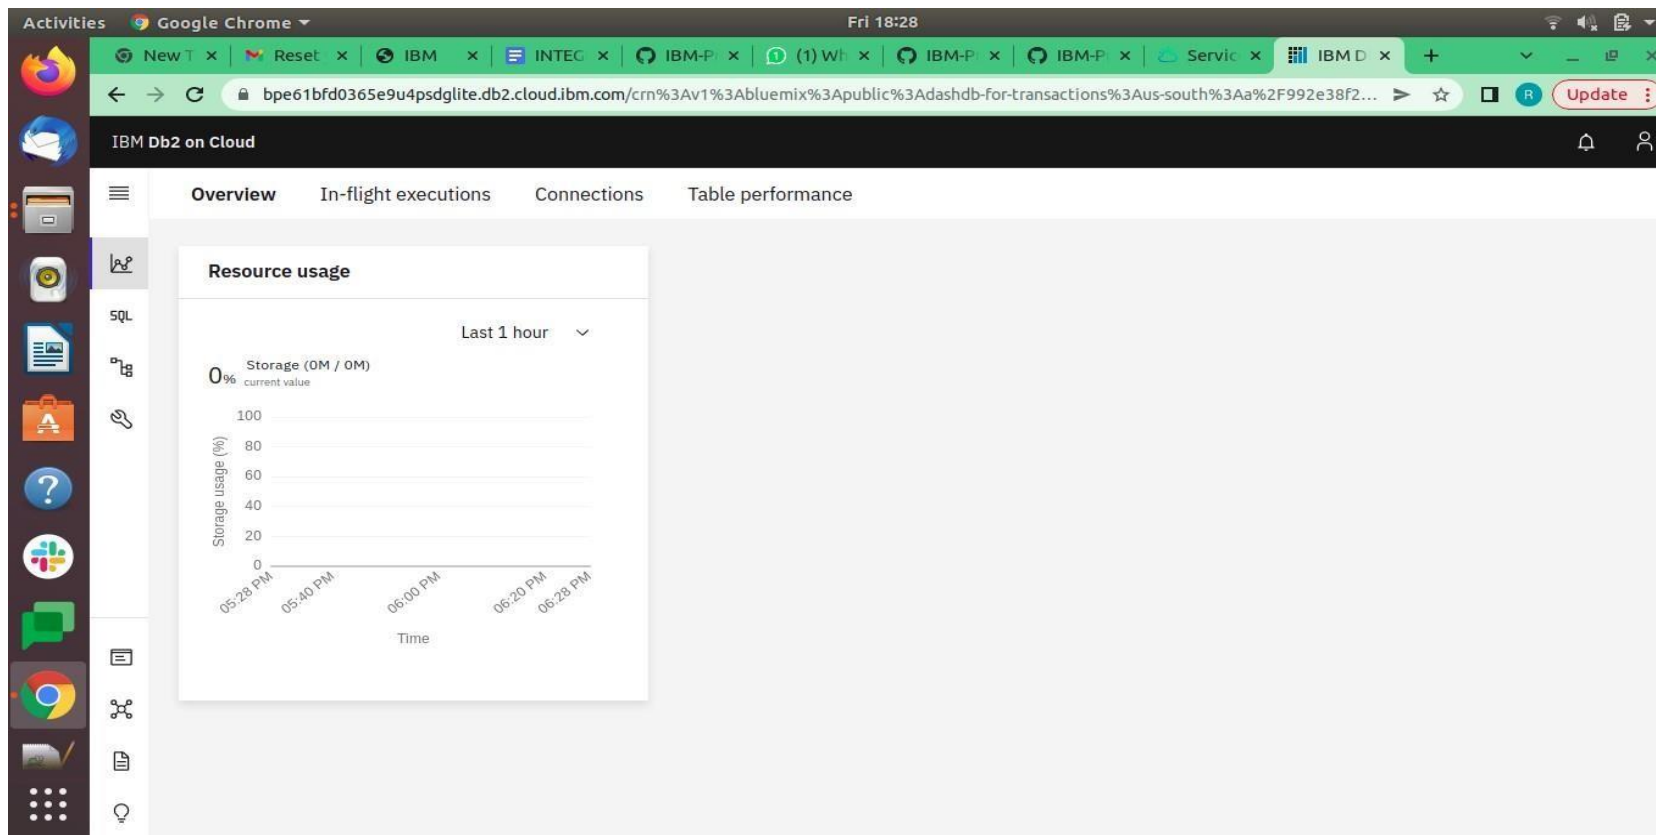 Activities Google Chrome Fri 18:28
New T Reset IBM INTEG IBM-P (1) Wh IBM-P IBM-P Servic IBM D
bpe61bfd0365e9u4psdglite.db2.cloud.ibm.com/crn%3Av1%3Abluemix%3Apublic%3Adashdb-for-transactions%3Aus-south%3Aa%2F992e38f2... R Update
IBM Db2 on Cloud
Overview In-flight executions Connections Table performance
Resource usage
SQL
Last 1 hour
0% Storage (0M / 0M)
current value
100
80
60
40
20
0
Storage usage (%)
05:28 PM 05:40 PM 06:00 PM 06:20 PM 06:28 PM
Time